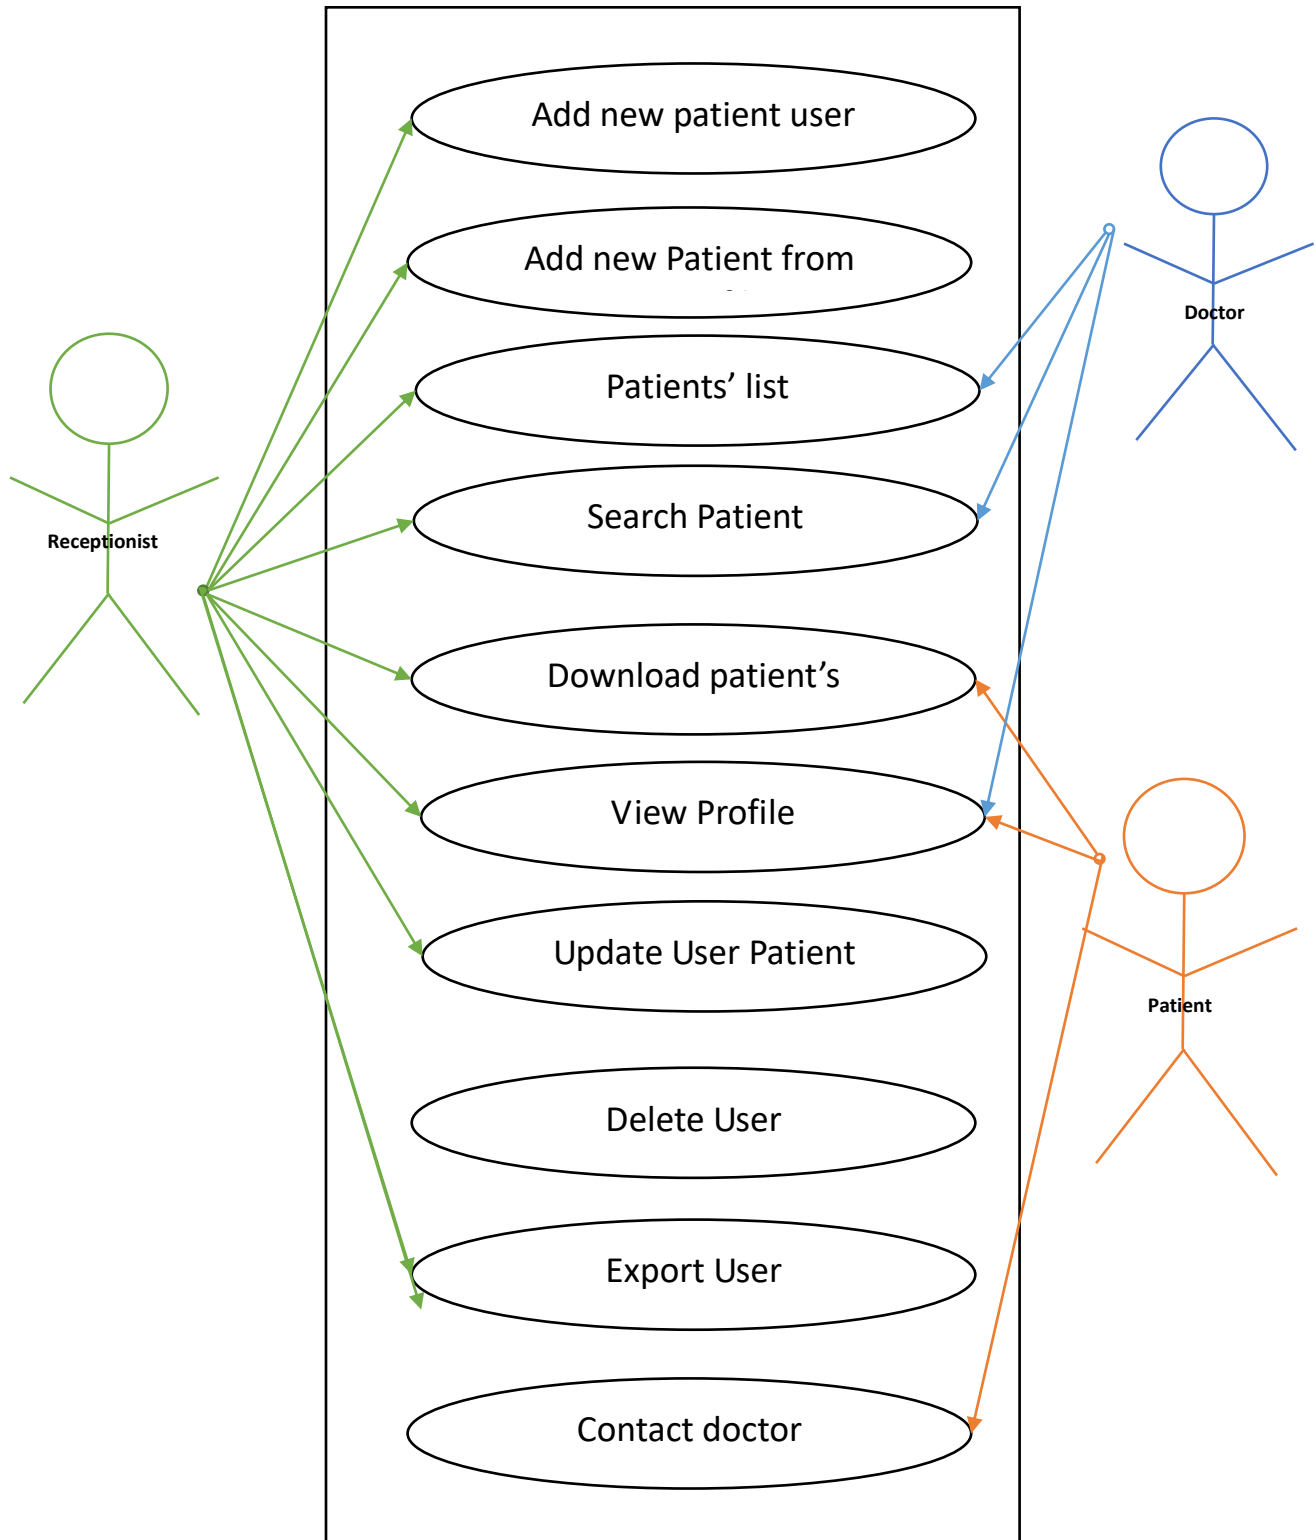 Add new patient user
Add new Patient from
Patients’ list
Search Patient
Download patient’s
View Profile
Update User Patient
Delete User
Export User
Contact doctor
Receptionist
Doctor
Patient